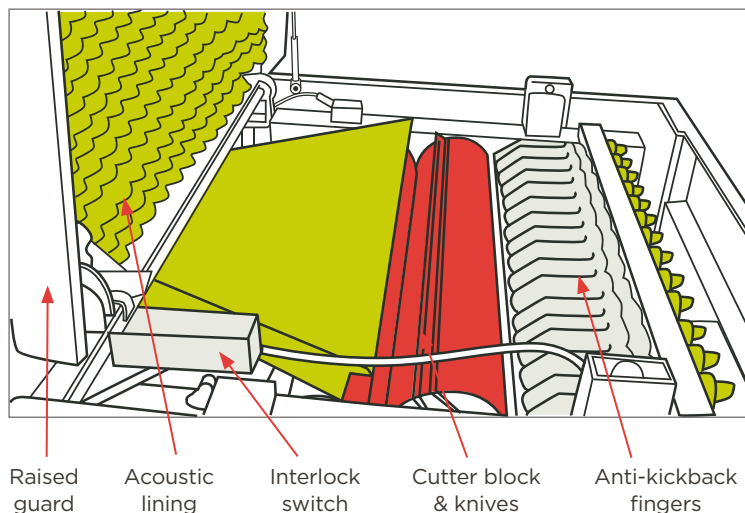 Raised
guard
Acoustic
lining
Interlock
switch
Cutter block
& knives
Anti-kickback
fingers